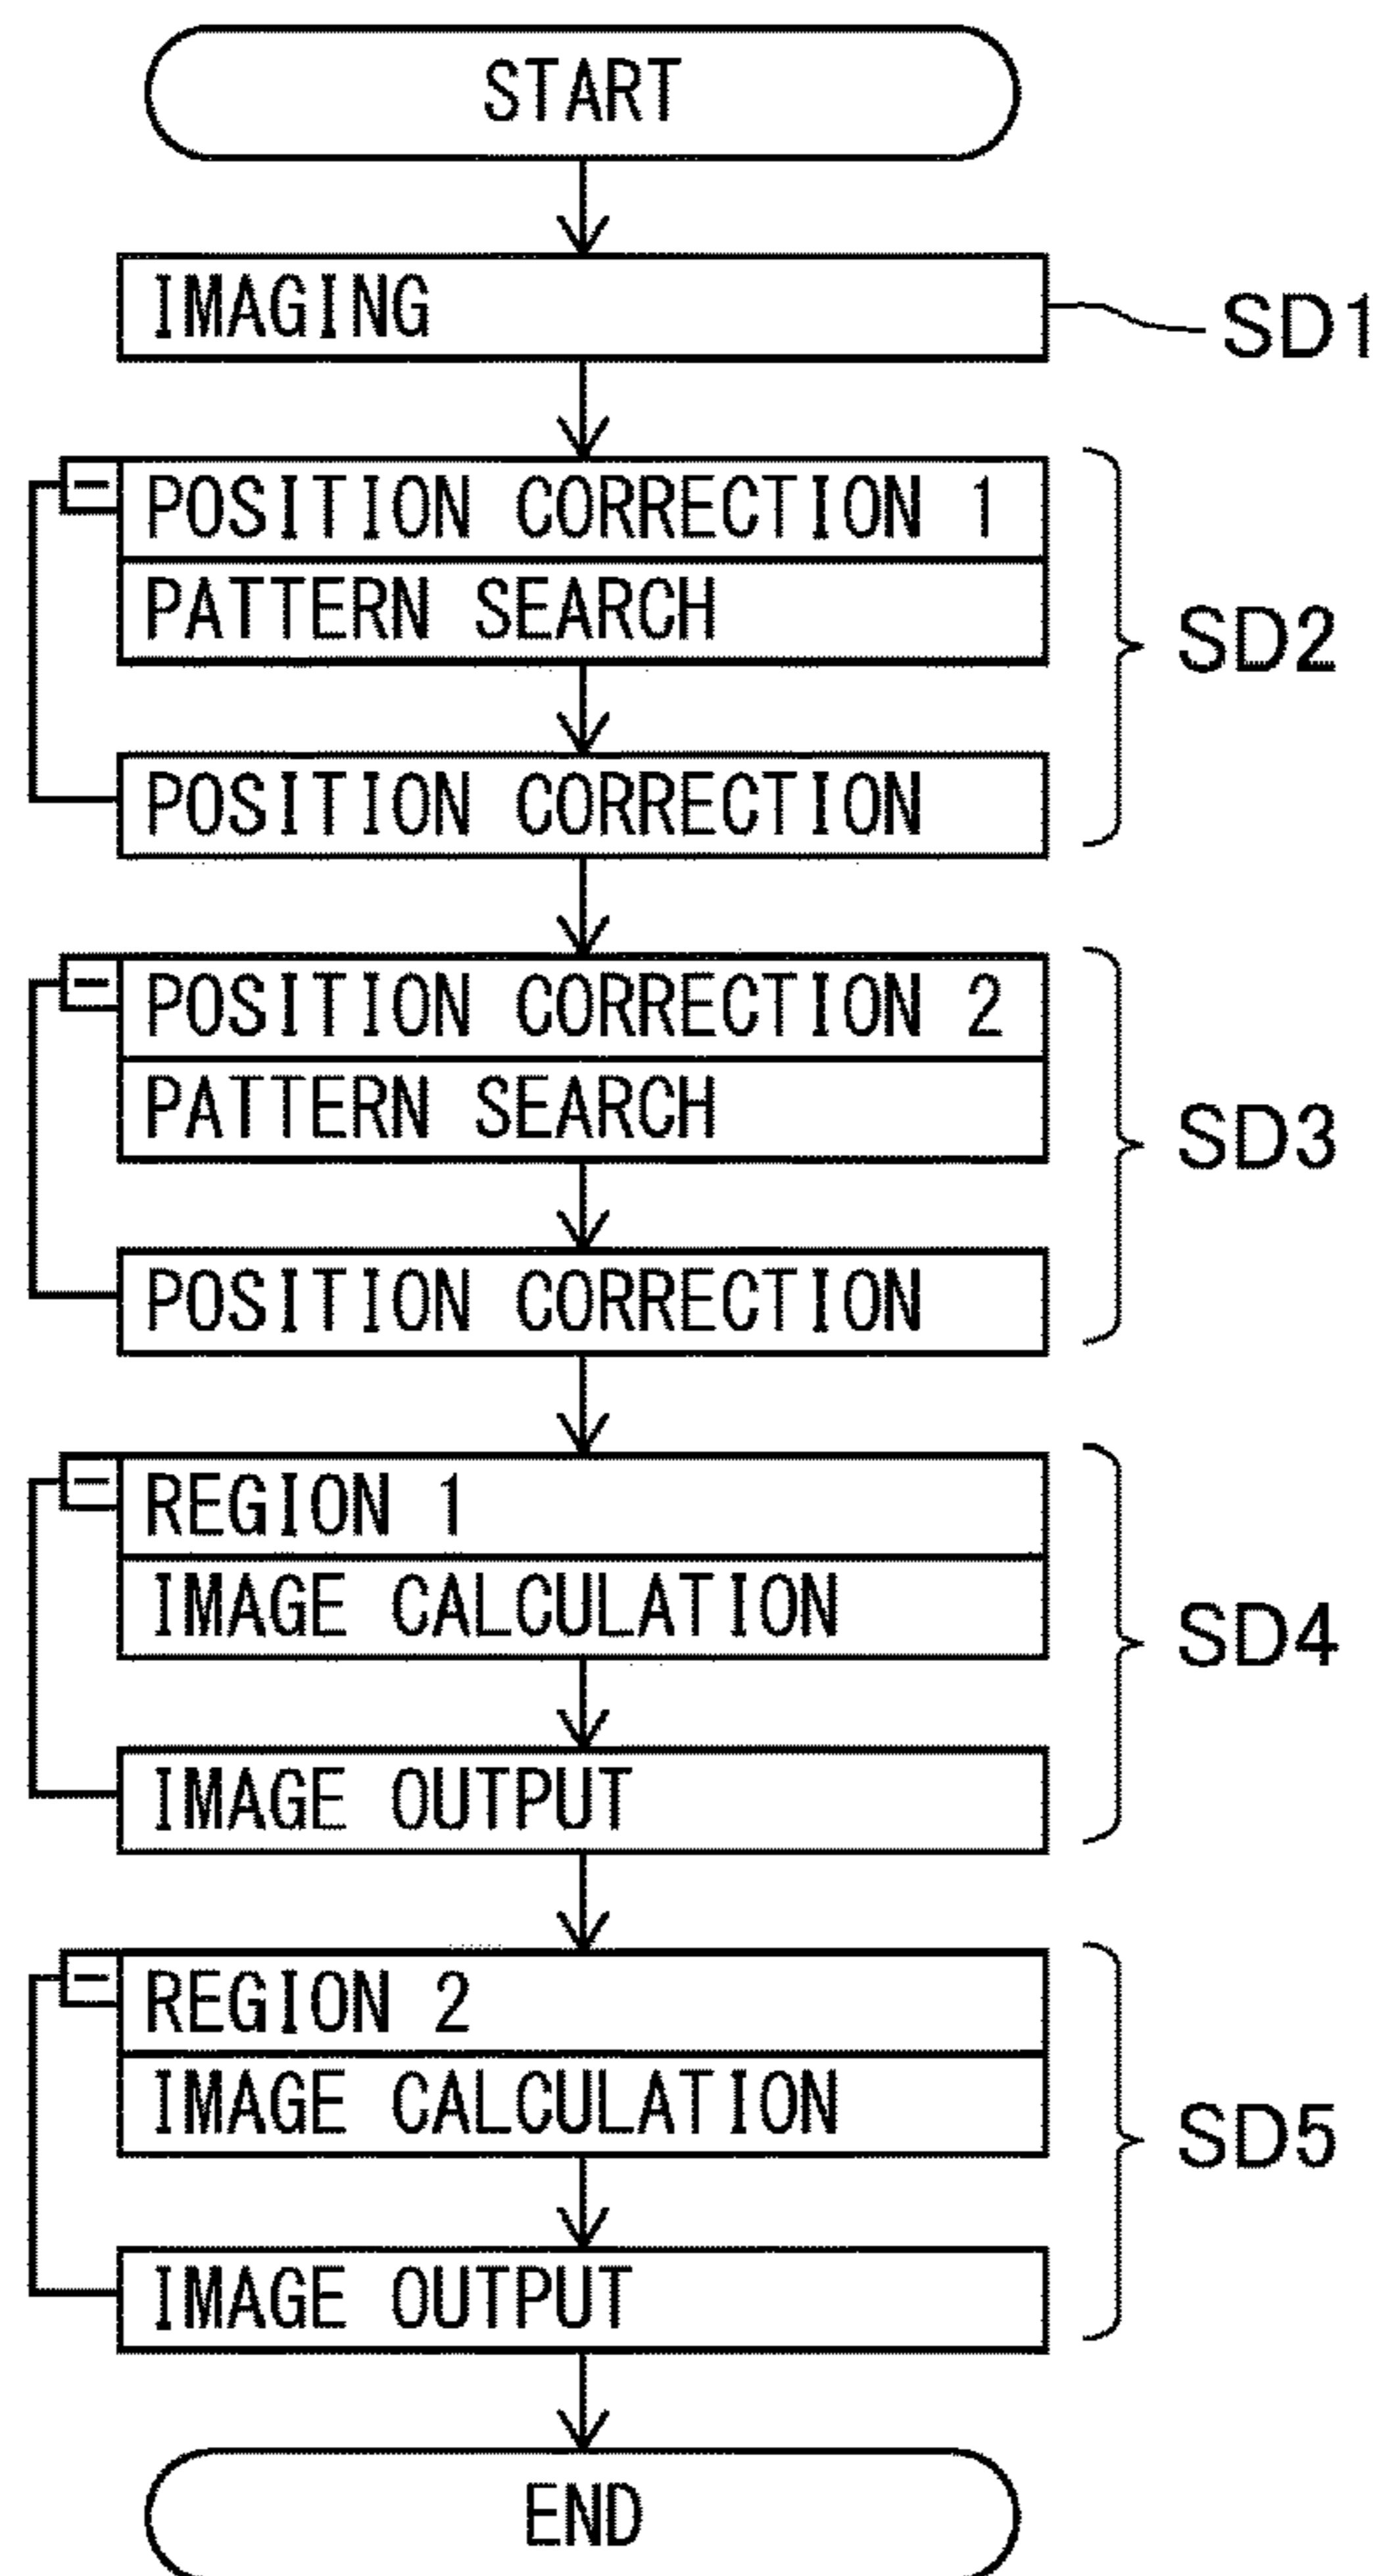 START
IMAGING
SD1
POSITION CORRECTION 1
PATTERN SEARCH
SD2
POSITION CORRECTION
POSITION CORRECTION 2
PATTERN SEARCH
SD3
POSITION CORRECTION
REGION 1
IMAGE CALCULATION
SD4
IMAGE OUTPUT
REGION 2
IMAGE CALCULATION
SD5
IMAGE OUTPUT
END